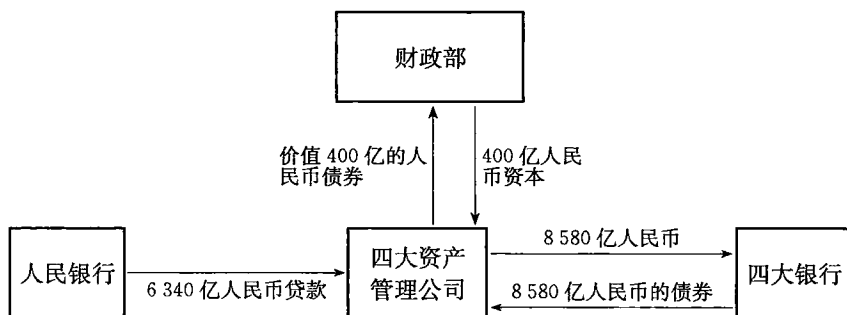 财政部
价值 400 亿的人
民币债券
400 亿人民
币资本
人民银行
6 340 亿人民币贷款
四大资产
管理公司
8 580 亿人民币
8 580 亿人民币的债券
四大银行